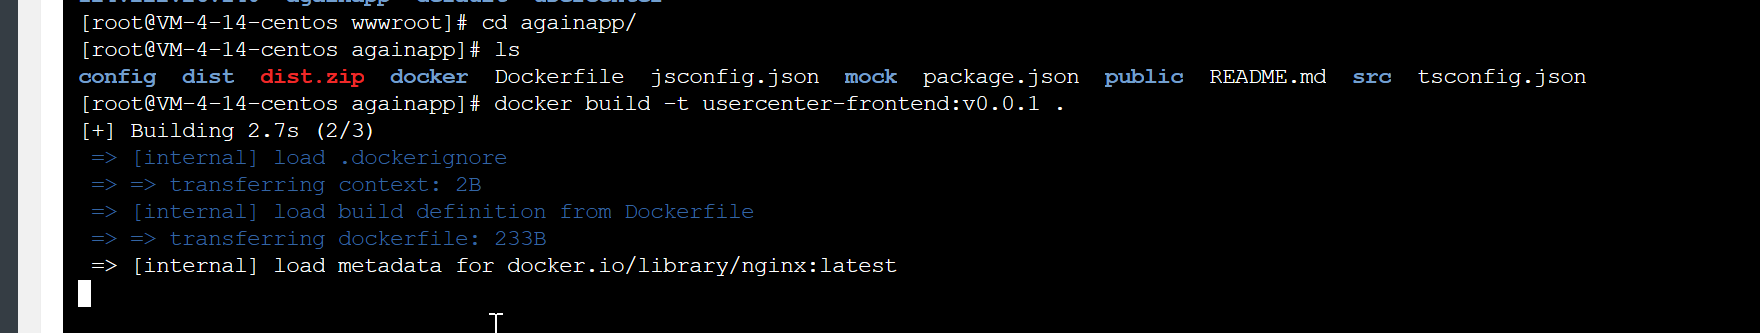 [root@VM-4-14-centos wwwroot]# cd againapp/
[root@VM-4-14-centos againapp]# ls
config dist dist.zip docker Dockerfile jsconfig.json mock package.json public README.md src tsconfig.json
[root@VM-4-14-centos againapp]# docker build -t usercenter-frontend:v0.0.1 .
[+] Building 2.7s (2/3)
=> [internal] load .dockerignore
=> => transferring context: 2B
=> [internal] load build definition from Dockerfile
=> => transferring dockerfile: 233B
=> [internal] load metadata for docker.io/library/nginx:latest